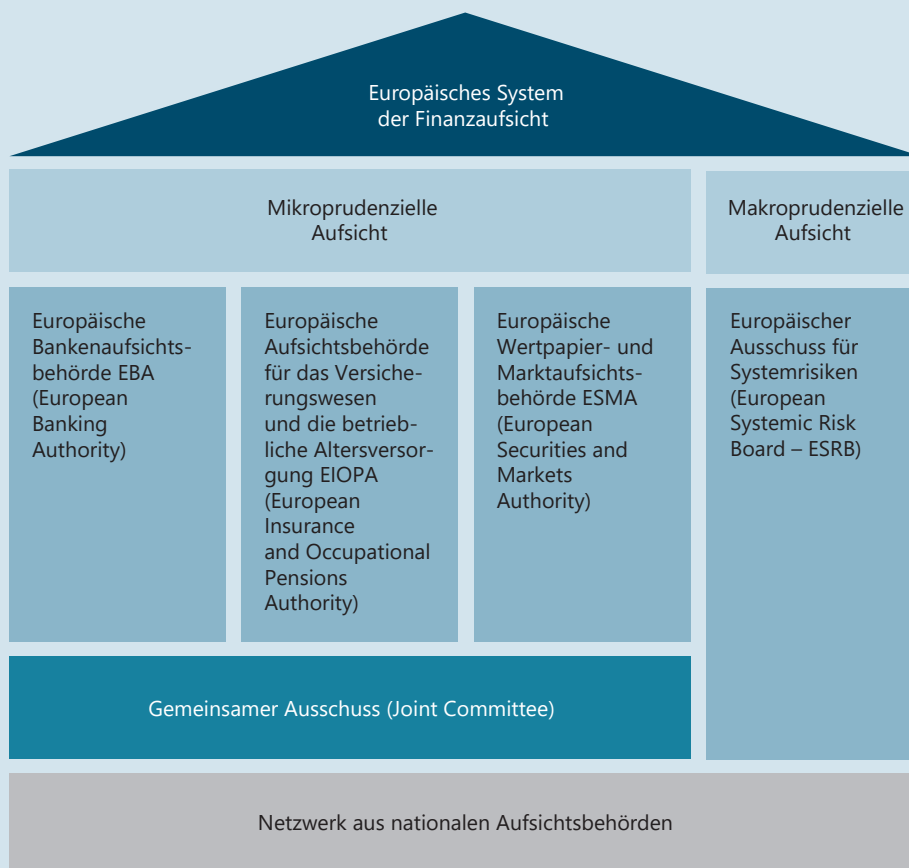 Europäisches System
der Finanzaufsicht
Mikroprudenzielle
Aufsicht
Makroprudenzielle
Aufsicht
Europäische
Bankenaufsichts-
behörde EBA
(European
Banking
Authority)
Europäische
Aufsichtsbehörde
für das Versiche-
rungswesen
und die betrieb-
liche Altersversor-
gung EIOPA
(European
Insurance
and Occupational
Pensions
Authority)
Europäische
Wertpapier- und
Marktaufsichts-
behörde ESMA
(European
Securities and
Markets
Authority)
Europäischer
Ausschuss für
Systemrisiken
(European
Systemic Risk
Board – ESRB)
Gemeinsamer Ausschuss (Joint Committee)
Netzwerk aus nationalen Aufsichtsbehörden